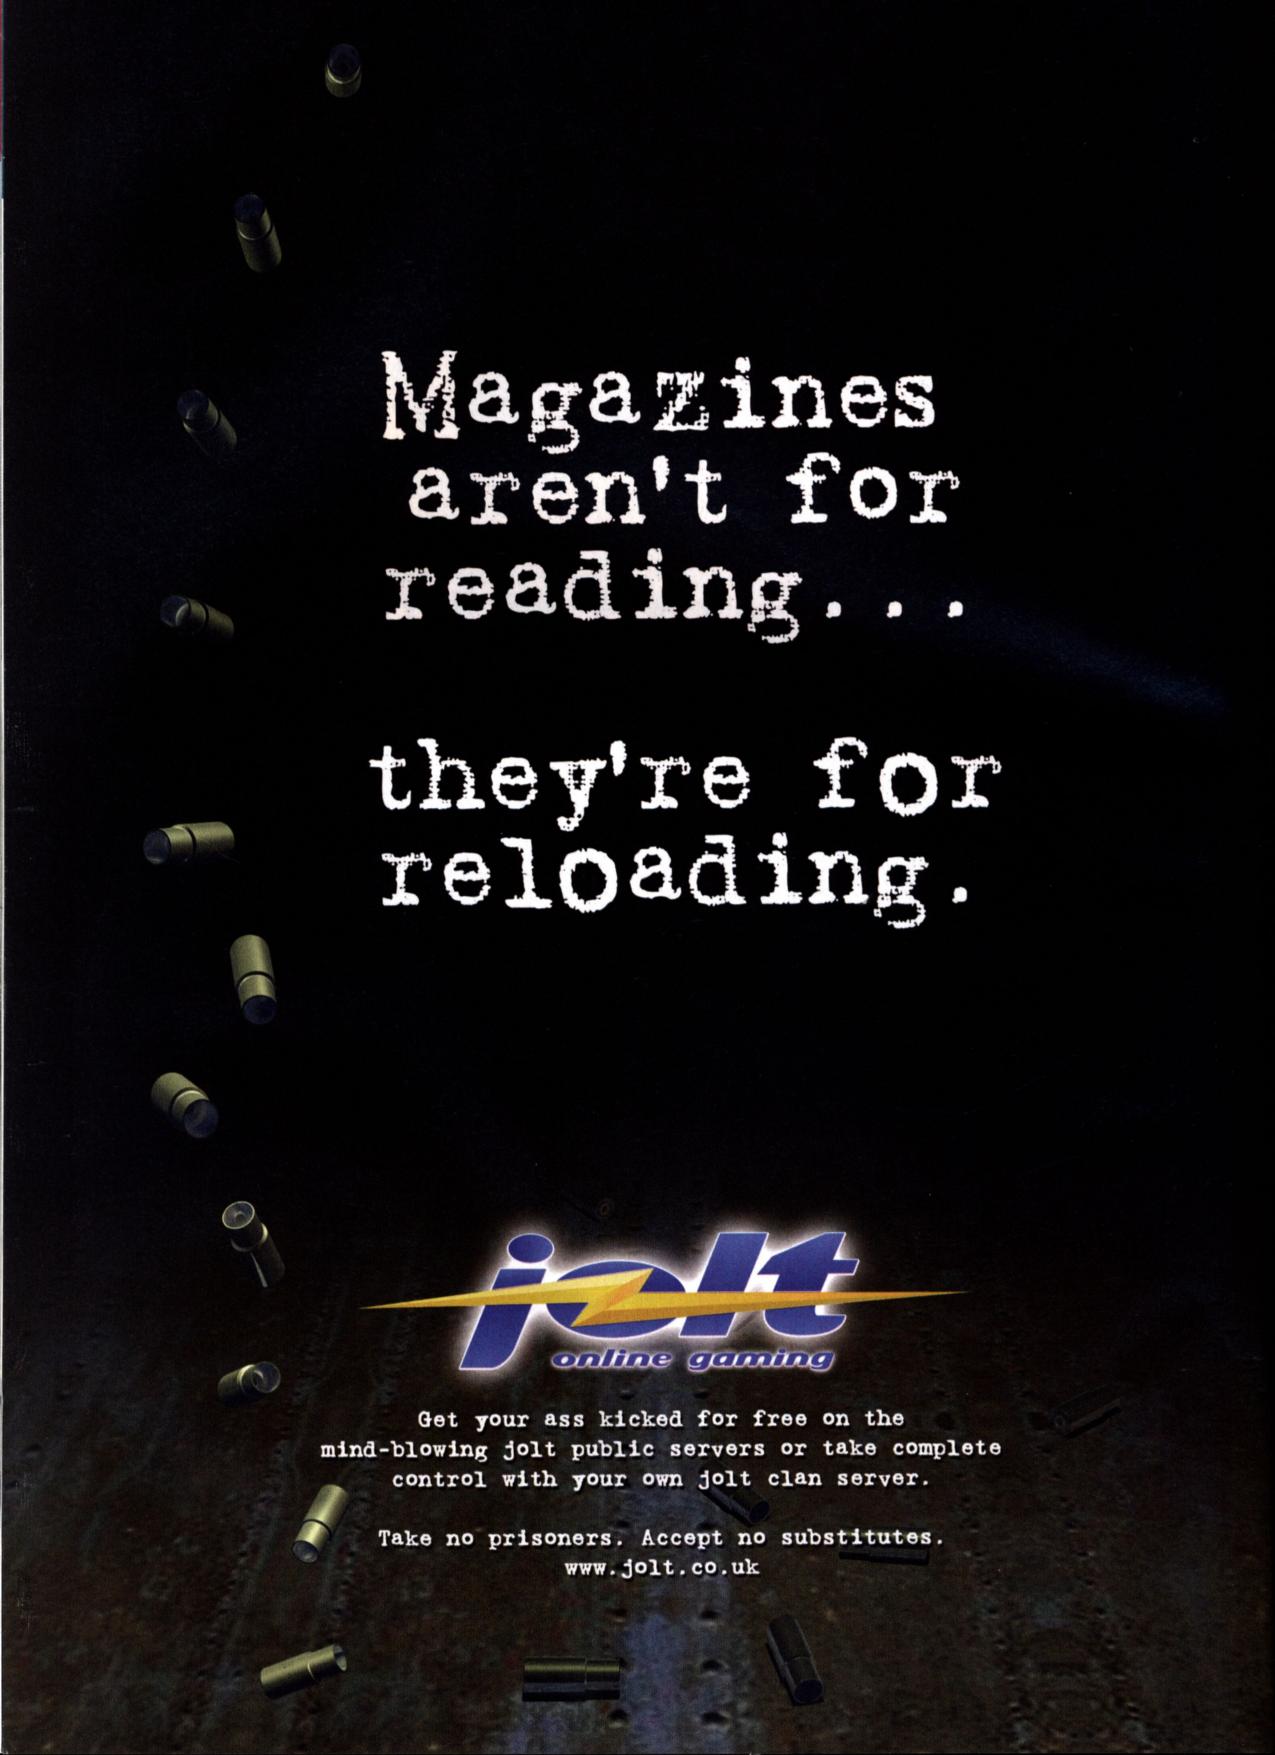 Magazines
aren't for
reading...
they're for
reloading.
jolt
online gaming
Get your ass kicked for free on the
mind-blowing jolt public servers or take complete
control with your own jolt clan server.
Take no prisoners. Accept no substitutes.
www.jolt.co.uk